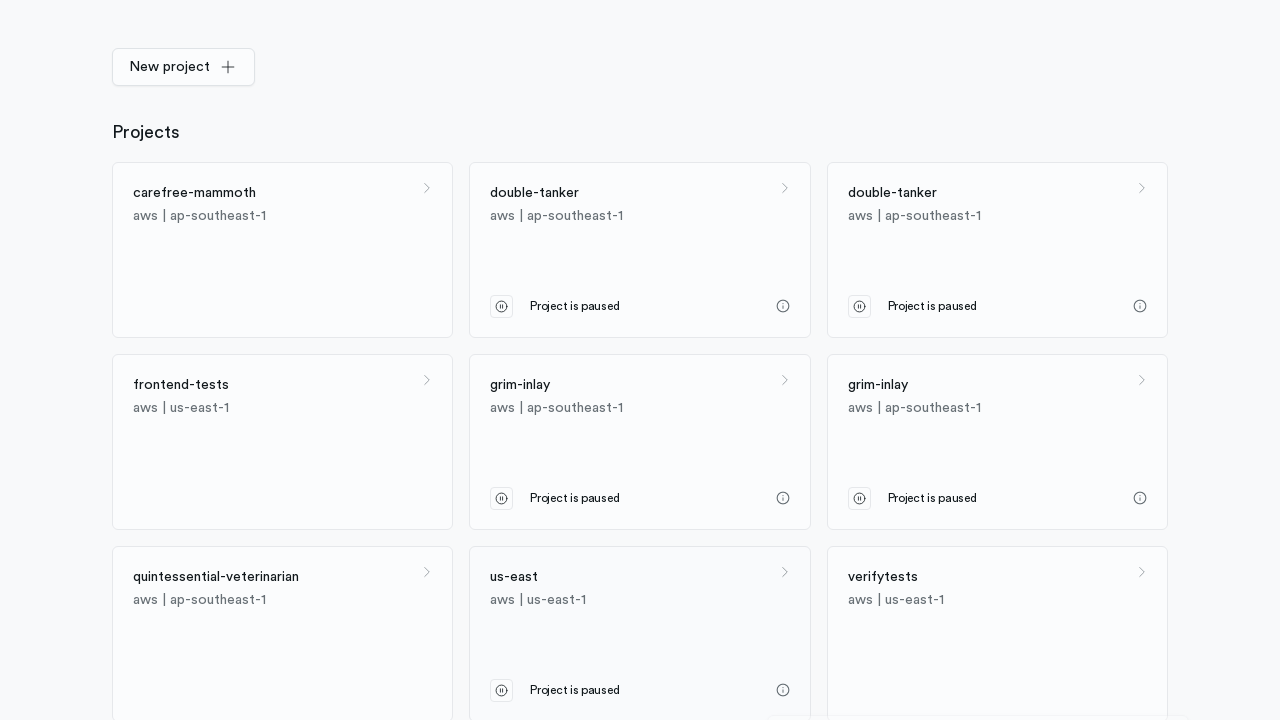 New project
Projects
carefree-mammoth
aws | ap-southeast-1
double-tanker
aws | ap-southeast-1
Project is paused
double-tanker
aws | ap-southeast-1
Project is paused
frontend-tests
aws | us-east-1
grim-inlay
aws | ap-southeast-1
Project is paused
grim-inlay
aws | ap-southeast-1
Project is paused
quintessential-veterinarian
aws | ap-southeast-1
us-east
aws | us-east-1
Project is paused
verifytests
aws | us-east-1